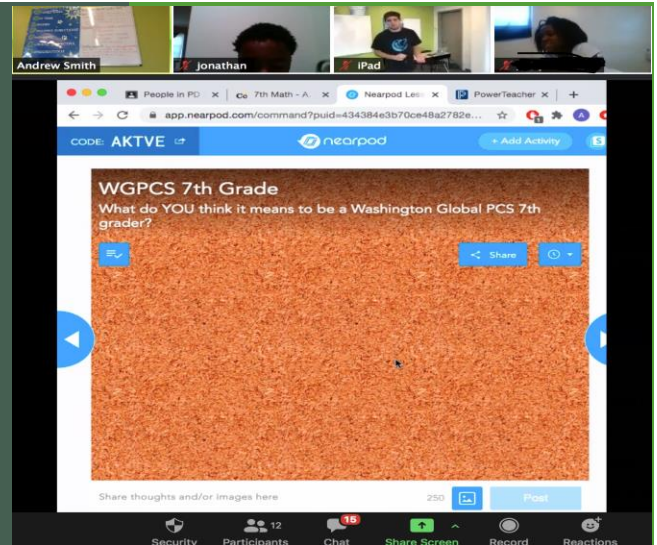 Andrew Smith
jonathan
iPad
People in PD
7th Math - A.
Nearpod Les
PowerTeacher
app.nearpod.com/command?puid=434384e3b70ce48a2782e...
CODE: AKTVE
nearpod
+ Add Activity
S
WGPCS 7th Grade
What do YOU think it means to be a Washington Global PCS 7th
grader?
Share
Share thoughts and/or images here
250
Post
12
15
Security
Participants
Chat
Share Screen
Record
Reactions